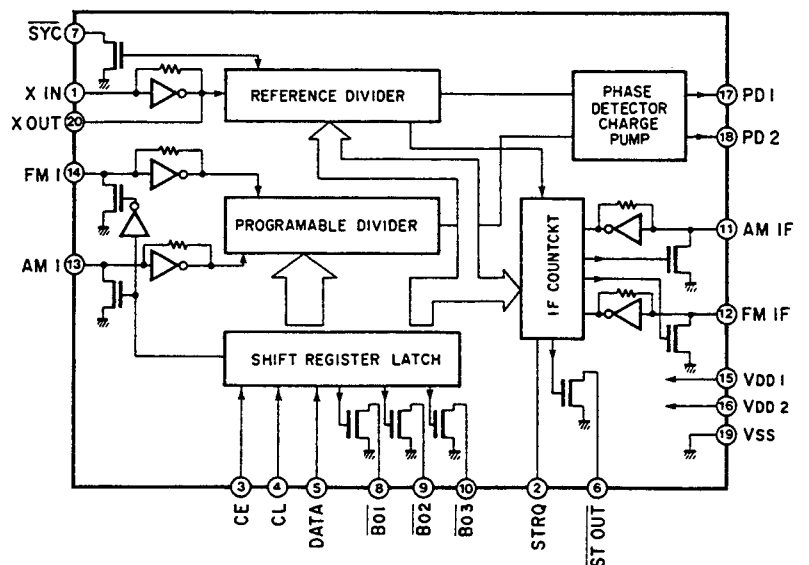 SYC
7
X IN
1
X OUT
20
FM I
14
AM I
13
REFERENCE DIVIDER
PROGRAMABLE DIVIDER
SHIFT REGISTER LATCH
PHASE
DETECTOR
CHARGE
PUMP
IF COUNTCKT
17 PD 1
18 PD 2
11 AM IF
12 FM IF
15 VDD 1
16 VDD 2
19 VSS
3
CE
4
CL
5
DATA
8
BO1
9
BO2
10
BO3
2
STRQ
6
ST OUT